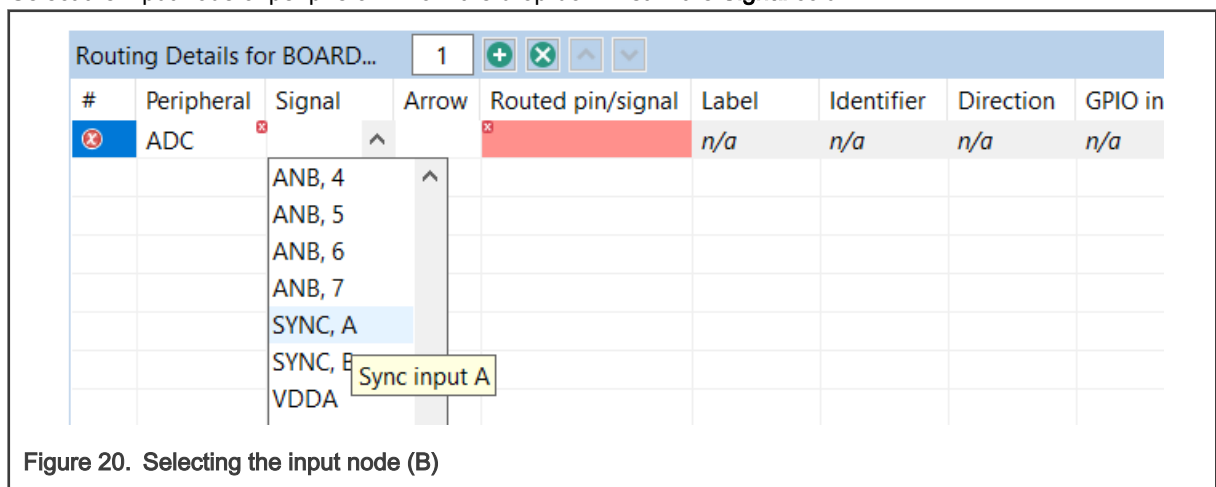 Routing Details for BOARD... 1
# Peripheral Signal Arrow Routed pin/signal Label Identifier Direction GPIO in
ADC n/a n/a n/a n/a
ANB, 4
ANB, 5
ANB, 6
ANB, 7
SYNC, A
SYNC,
Sync input A
VDDA
Figure 20. Selecting the input node (B)